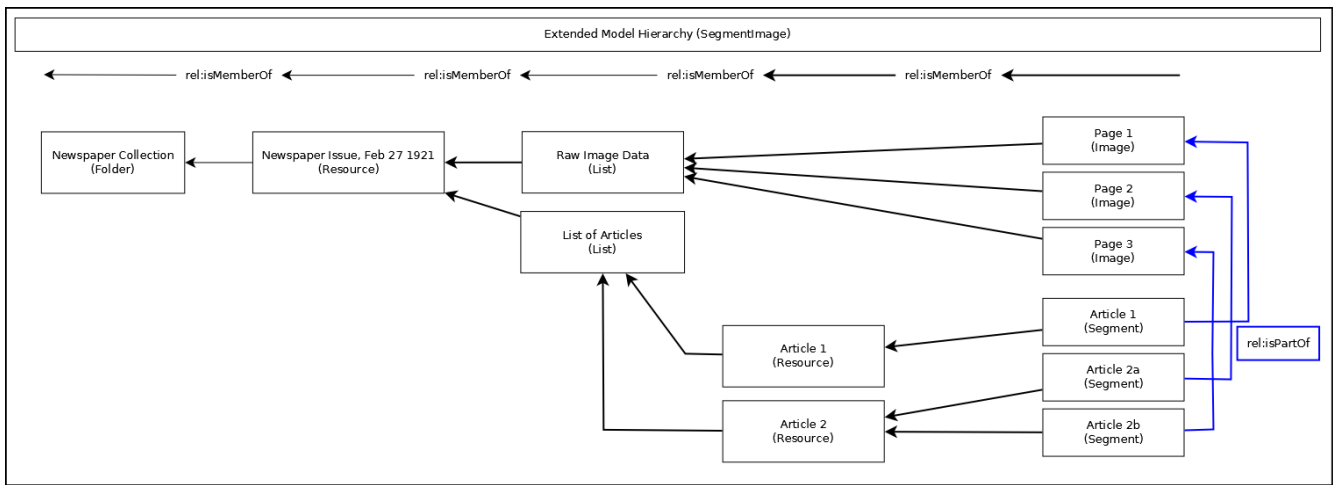 Extended Model Hierarchy (SegmentImage)
rel:isMemberOf
rel:isMemberOf
rel:isMemberOf
rel:isMemberOf
Newspaper Collection
(Folder)
Newspaper Issue, Feb 27 1921
(Resource)
Raw Image Data
(List)
Page 1
(Image)
Page 2
(Image)
List of Articles
(List)
Page 3
(Image)
Article 1
(Segment)
rel:isPartOf
Article 1
(Resource)
Article 2a
(Segment)
Article 2
(Resource)
Article 2b
(Segment)